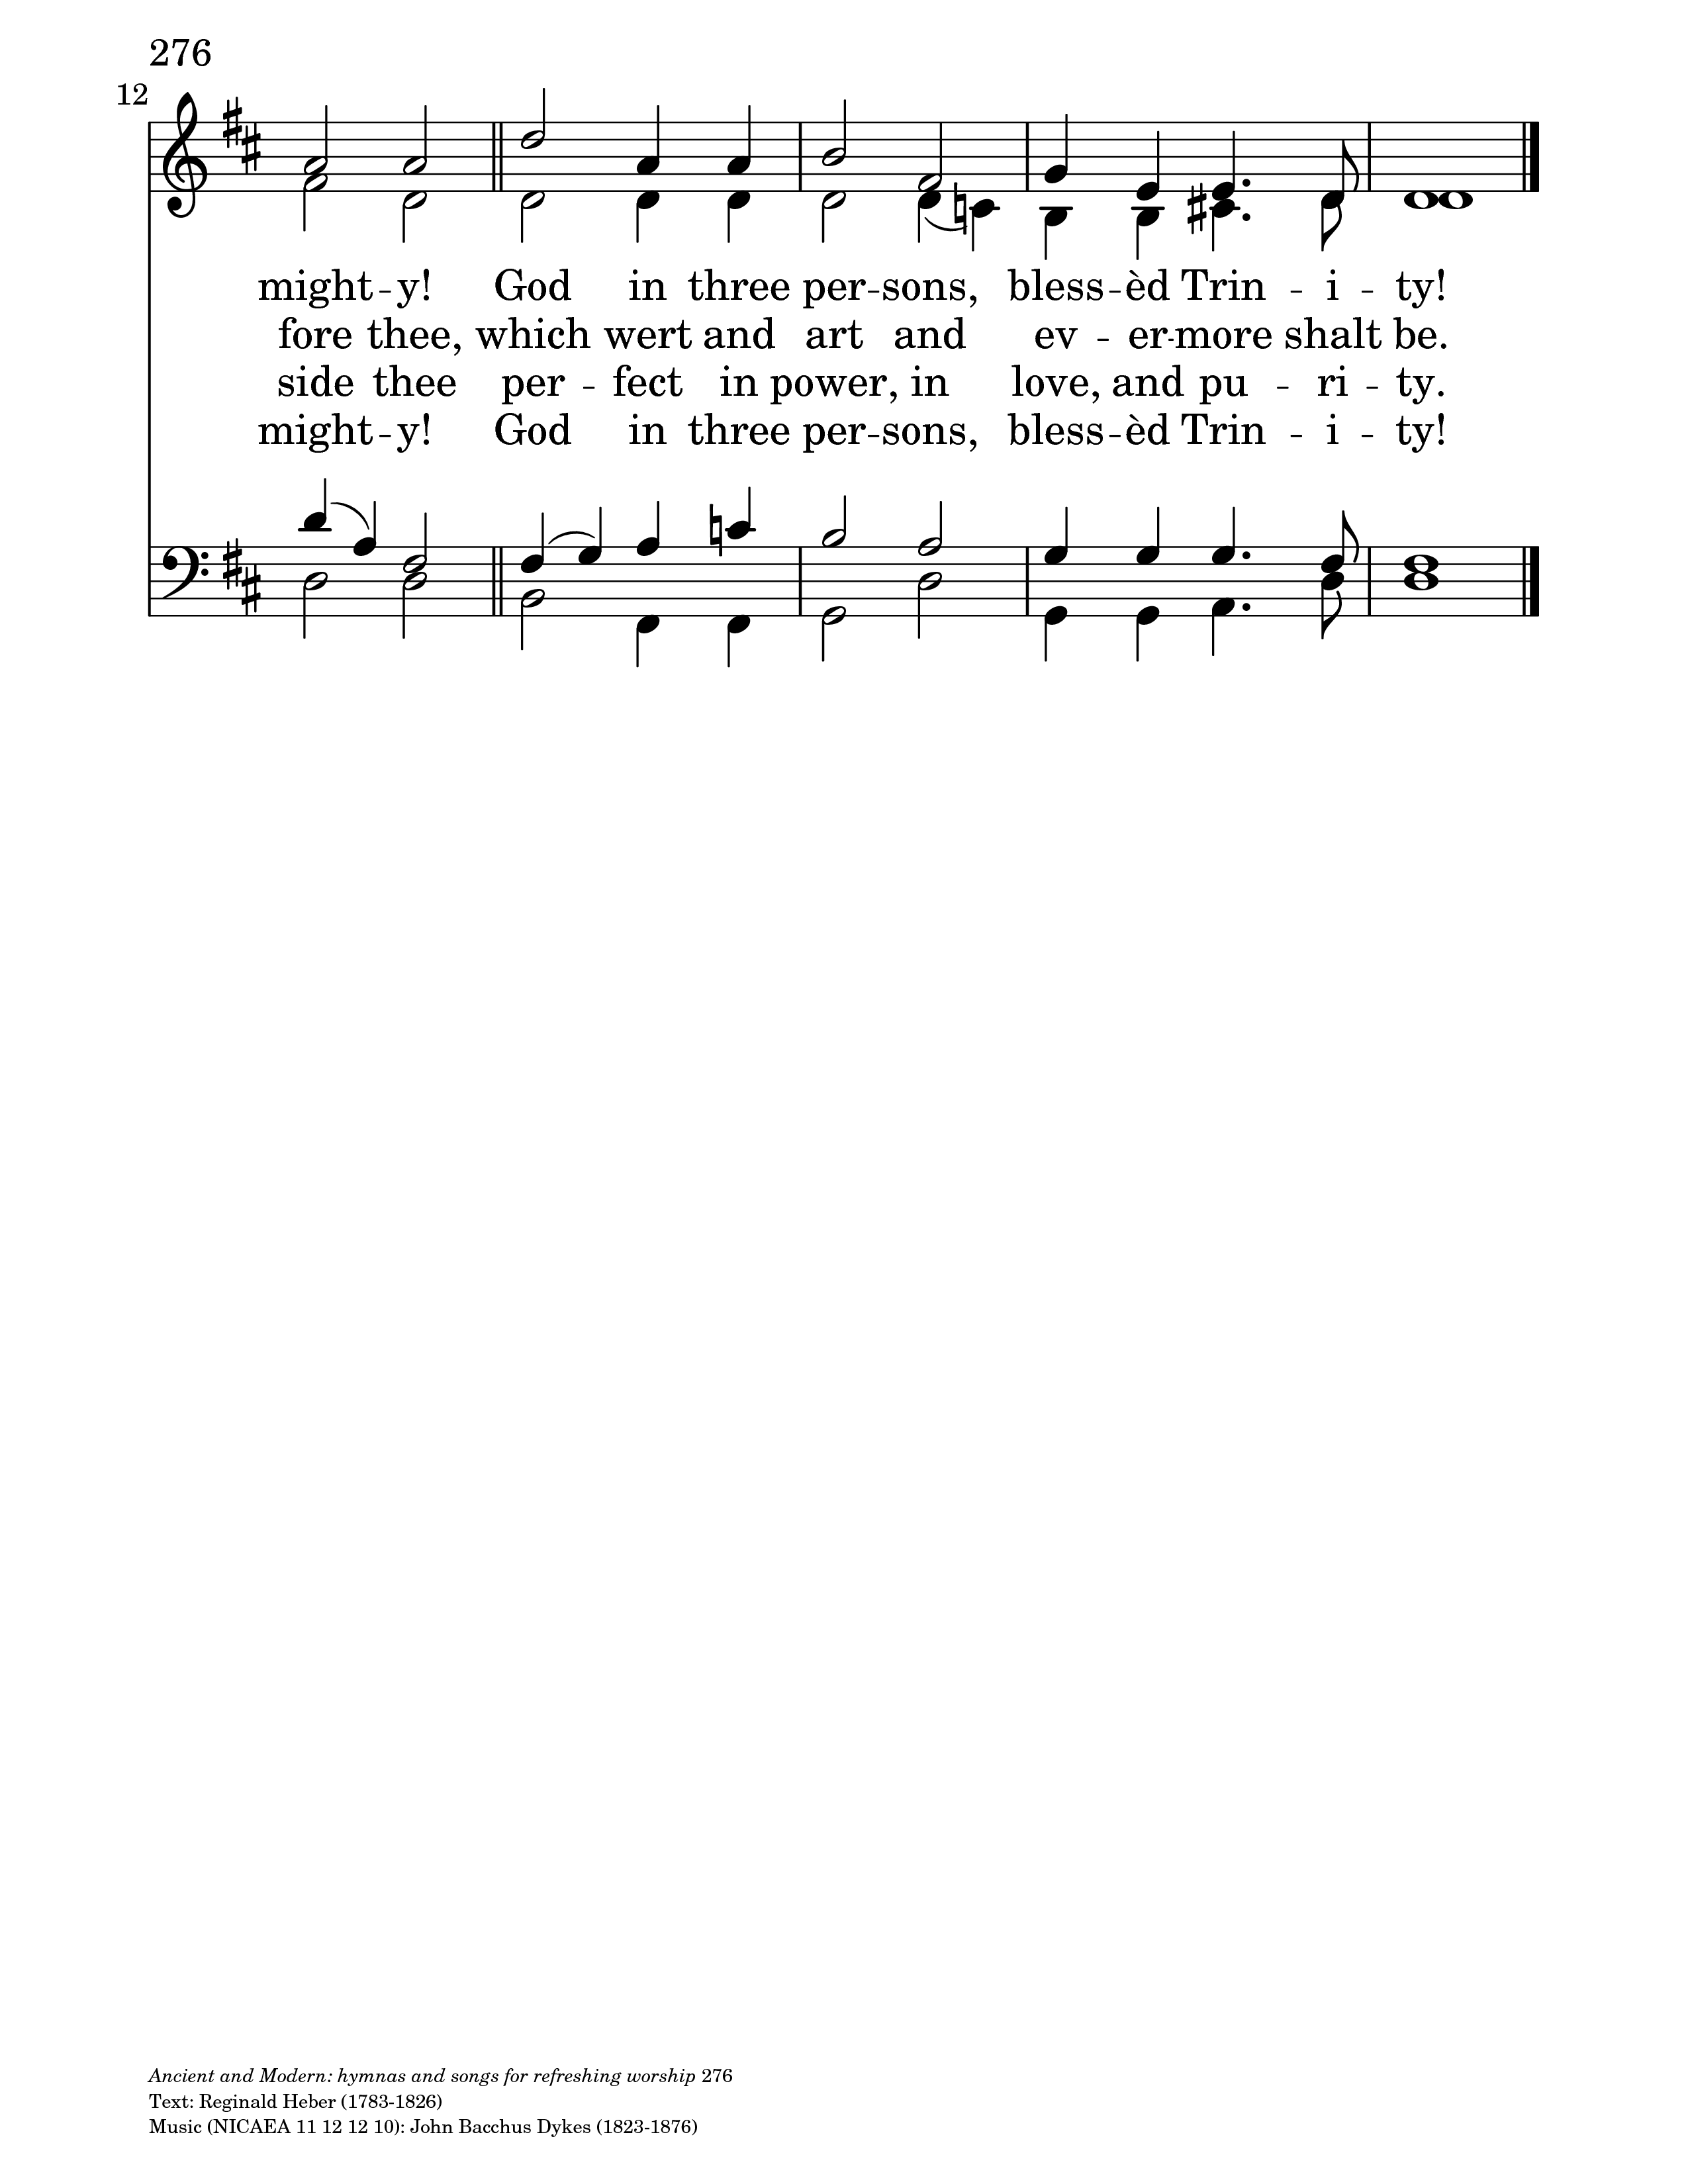 276
12
might -- y! God in three per -- sons, bless -- èd Trin -- i -- ty!
fore thee, which wert and art and ev -- er -- more shalt be.
side thee per -- fect in power, in love, and pu -- ri -- ty.
might -- y! God in three per -- sons, bless -- èd Trin -- i -- ty!
Ancient and Modern: hymnas and songs for refreshing worship 276
Text: Reginald Heber (1783-1826)
Music (NICAEA 11 12 12 10): John Bacchus Dykes (1823-1876)